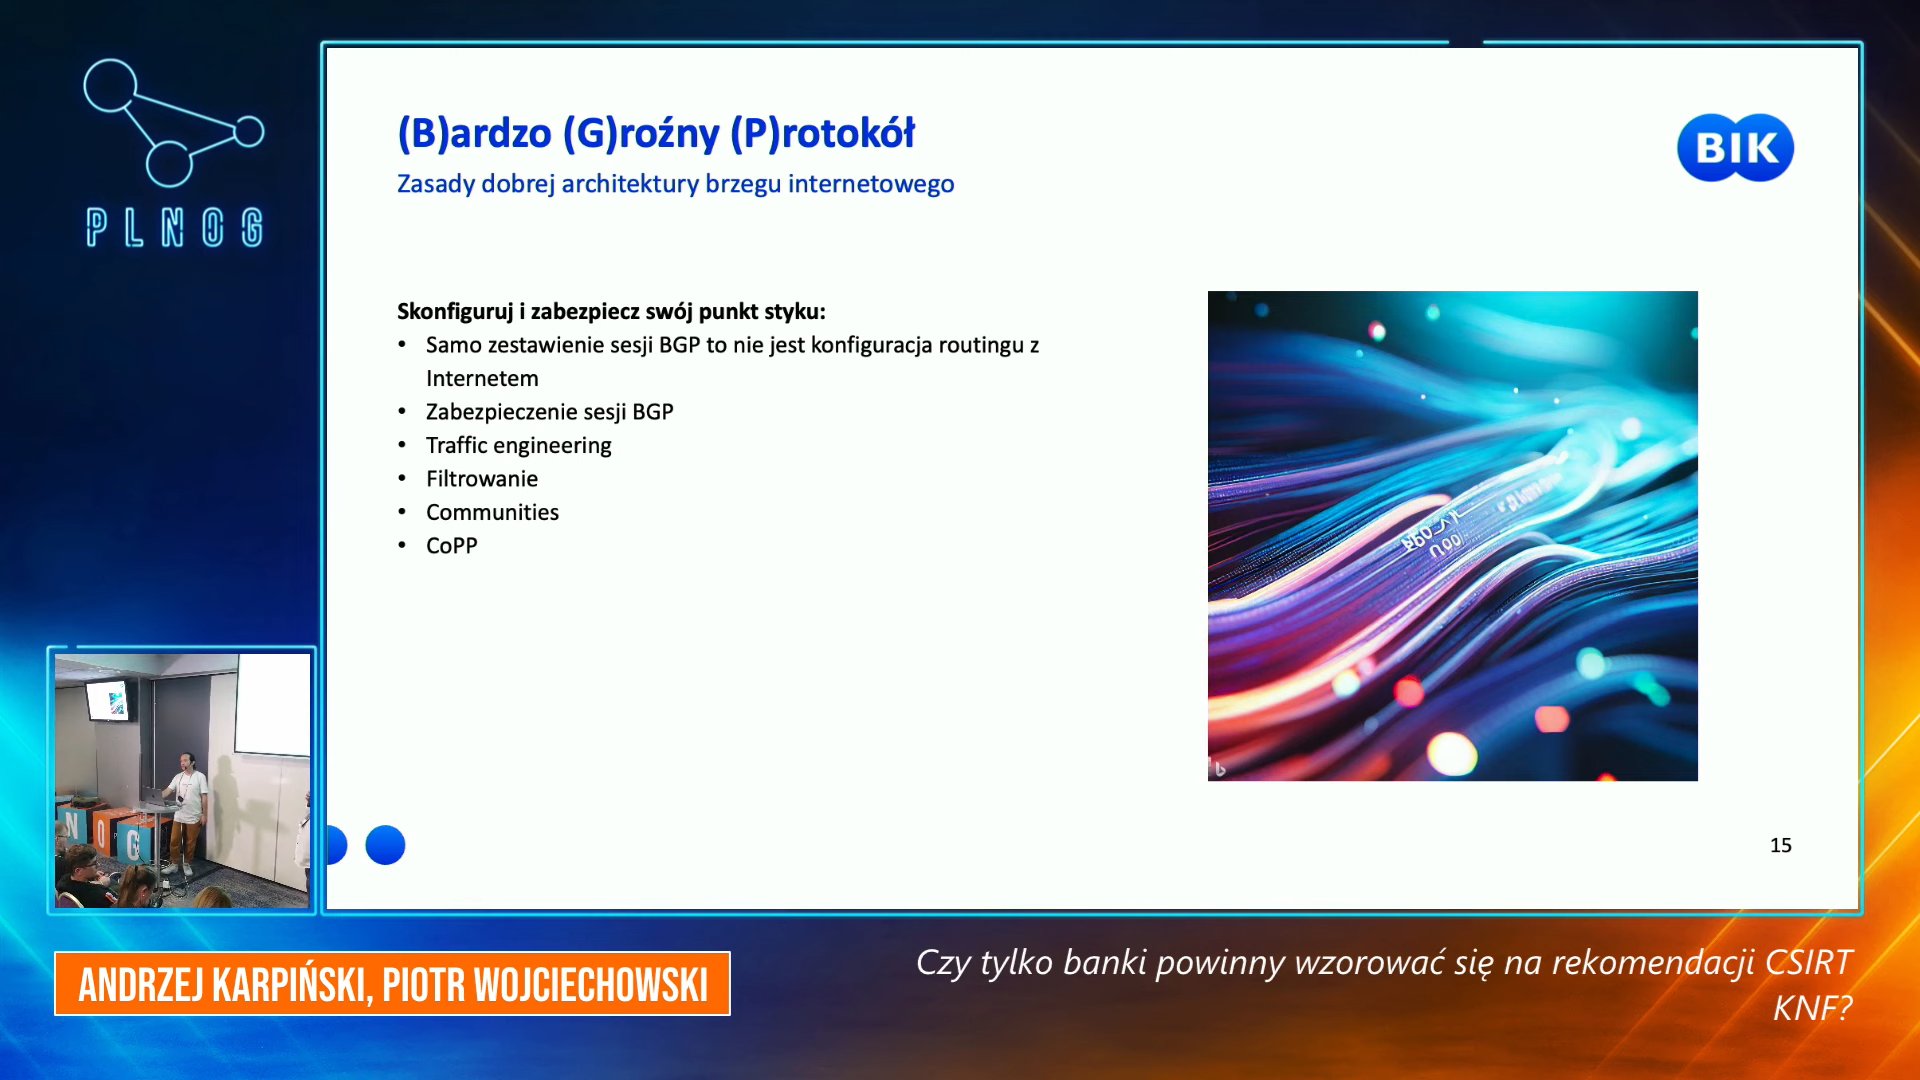 PLNOG
(B)ardzo (G)roźny (P)rotokół
Zasady dobrej architektury brzegu internetowego
BIK
Skonfiguruj i zabezpiecz swój punkt styku:
• Samo zestawienie sesji BGP to nie jest konfiguracja routingu z
Internetem
• Zabezpieczenie sesji BGP
• Traffic engineering
• Filtrowanie
• Communities
• CoPP
N O G
15
ANDRZEJ KARPIŃSKI, PIOTR WOJCIECHOWSKI
Czy tylko banki powinny wzorować się na rekomendacji CSIRT
KNF?